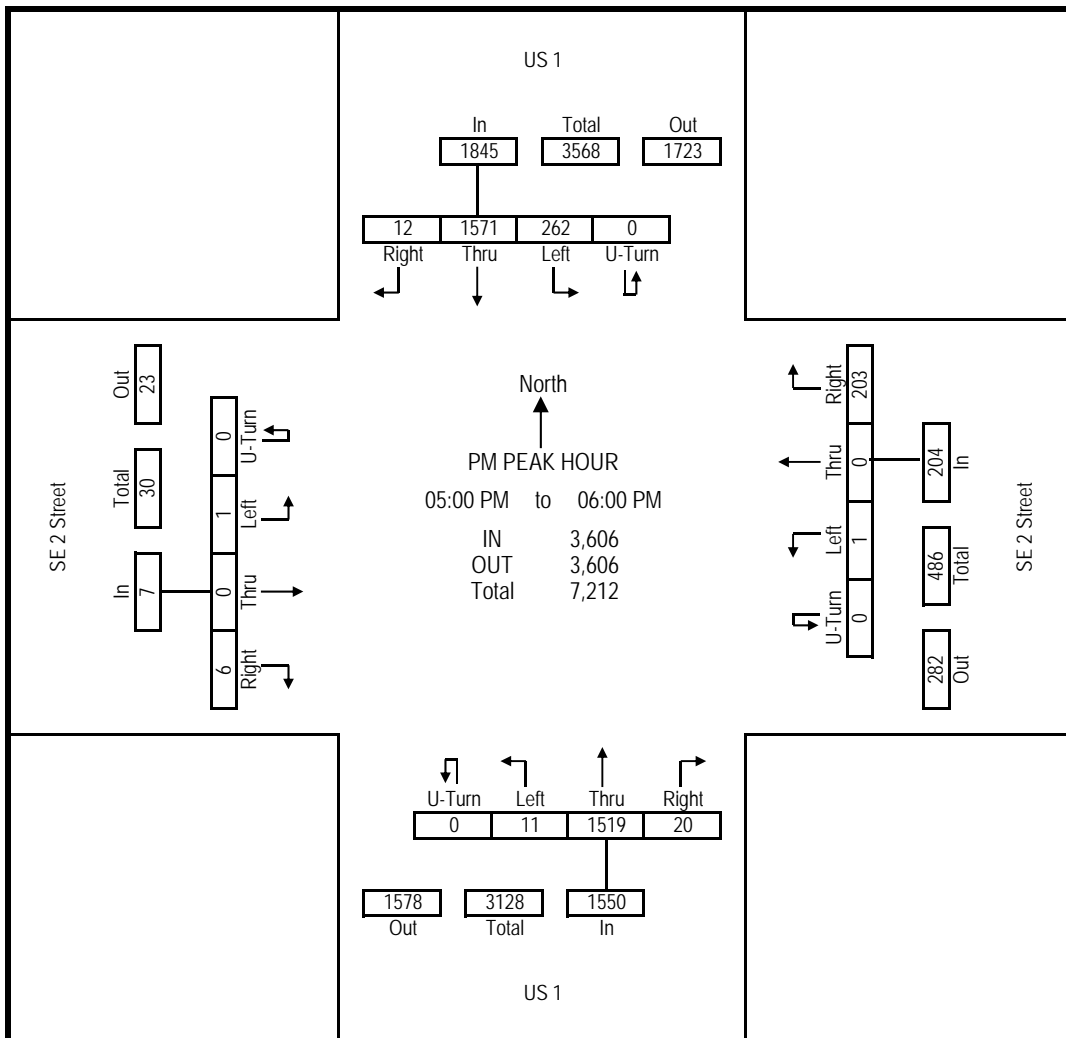 US 1
In Total Out
1845 3568 1723
12 1571 262 0
Right Thru Left U-Turn
SE 2 Street
Out 23
Total 30
In 7
0 U-Turn
1 Left
0 Thru
6 Right
North
PM PEAK HOUR
05:00 PM to 06:00 PM
IN 3,606
OUT 3,606
Total 7,212
Right 203
Thru 0
Left 1
U-Turn 0
204 In
486 Total
282 Out
SE 2 Street
U-Turn Left Thru Right
0 11 1519 20
1578 3128 1550
Out Total In
US 1